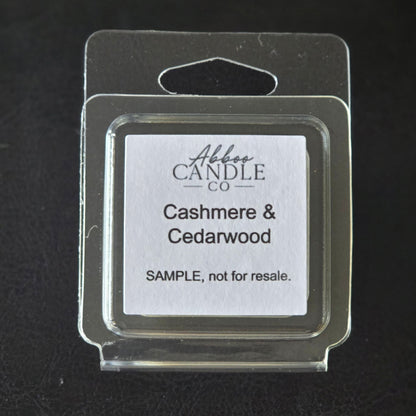 Abboo
CANDLE
CO
Cashmere &
Cedarwood
SAMPLE, not for resale.